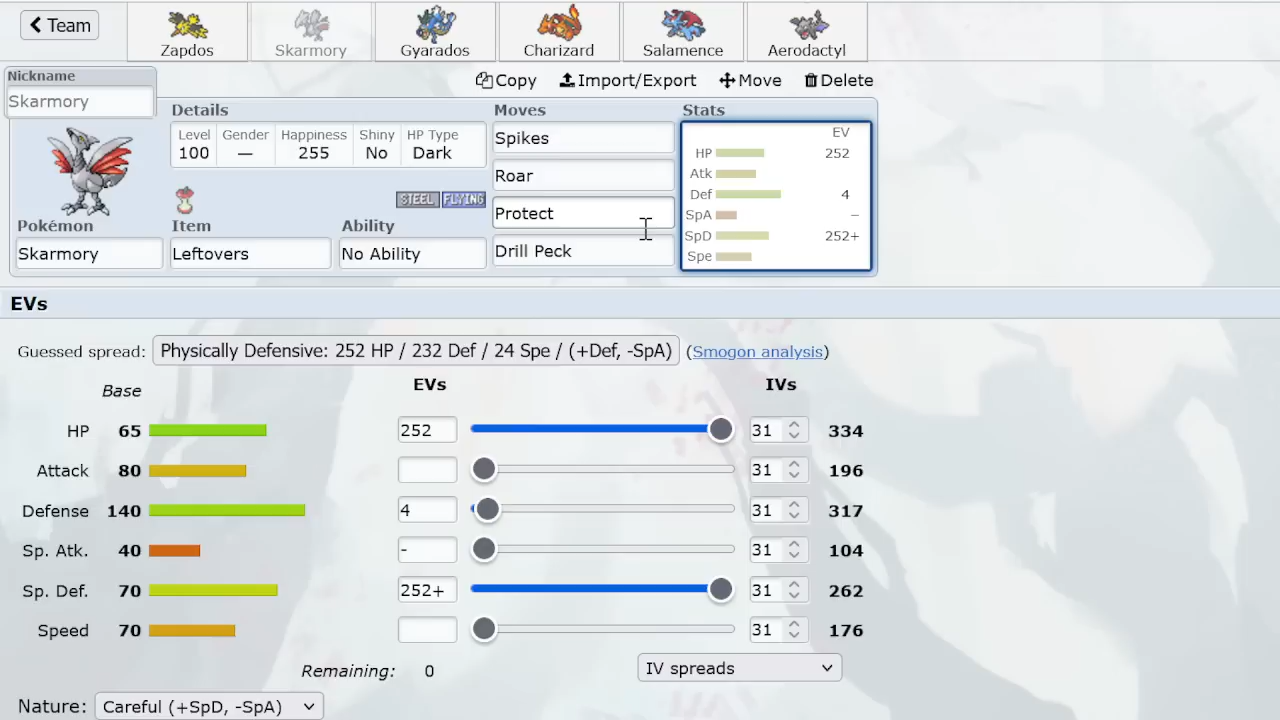 Team
Zapdos
Skarmory
Gyarados
Charizard
Salamence
Aerodactyl
Nickname
Skarmory
Copy
Import/Export
Move
Delete
Details
Moves
Stats
Level
Gender
Happiness
Shiny
HP Type
100
—
255
No
Dark
Spikes
Roar
Protect
Drill Peck
EV
HP 252
Atk
Def 4
SpA –
SpD 252+
Spe
STEEL FLYING
Pokémon
Item
Ability
Skarmory
Leftovers
No Ability
EVs
Guessed spread: Physically Defensive: 252 HP / 232 Def / 24 Spe / (+Def, -SpA) (Smogon analysis)
Base
EVs
IVs
HP 65 252 31 334
Attack 80 31 196
Defense 140 4 31 317
Sp. Atk. 40 - 31 104
Sp. Def. 70 252+ 31 262
Speed 70 31 176
Remaining: 0
IV spreads
Nature: Careful (+SpD, -SpA)